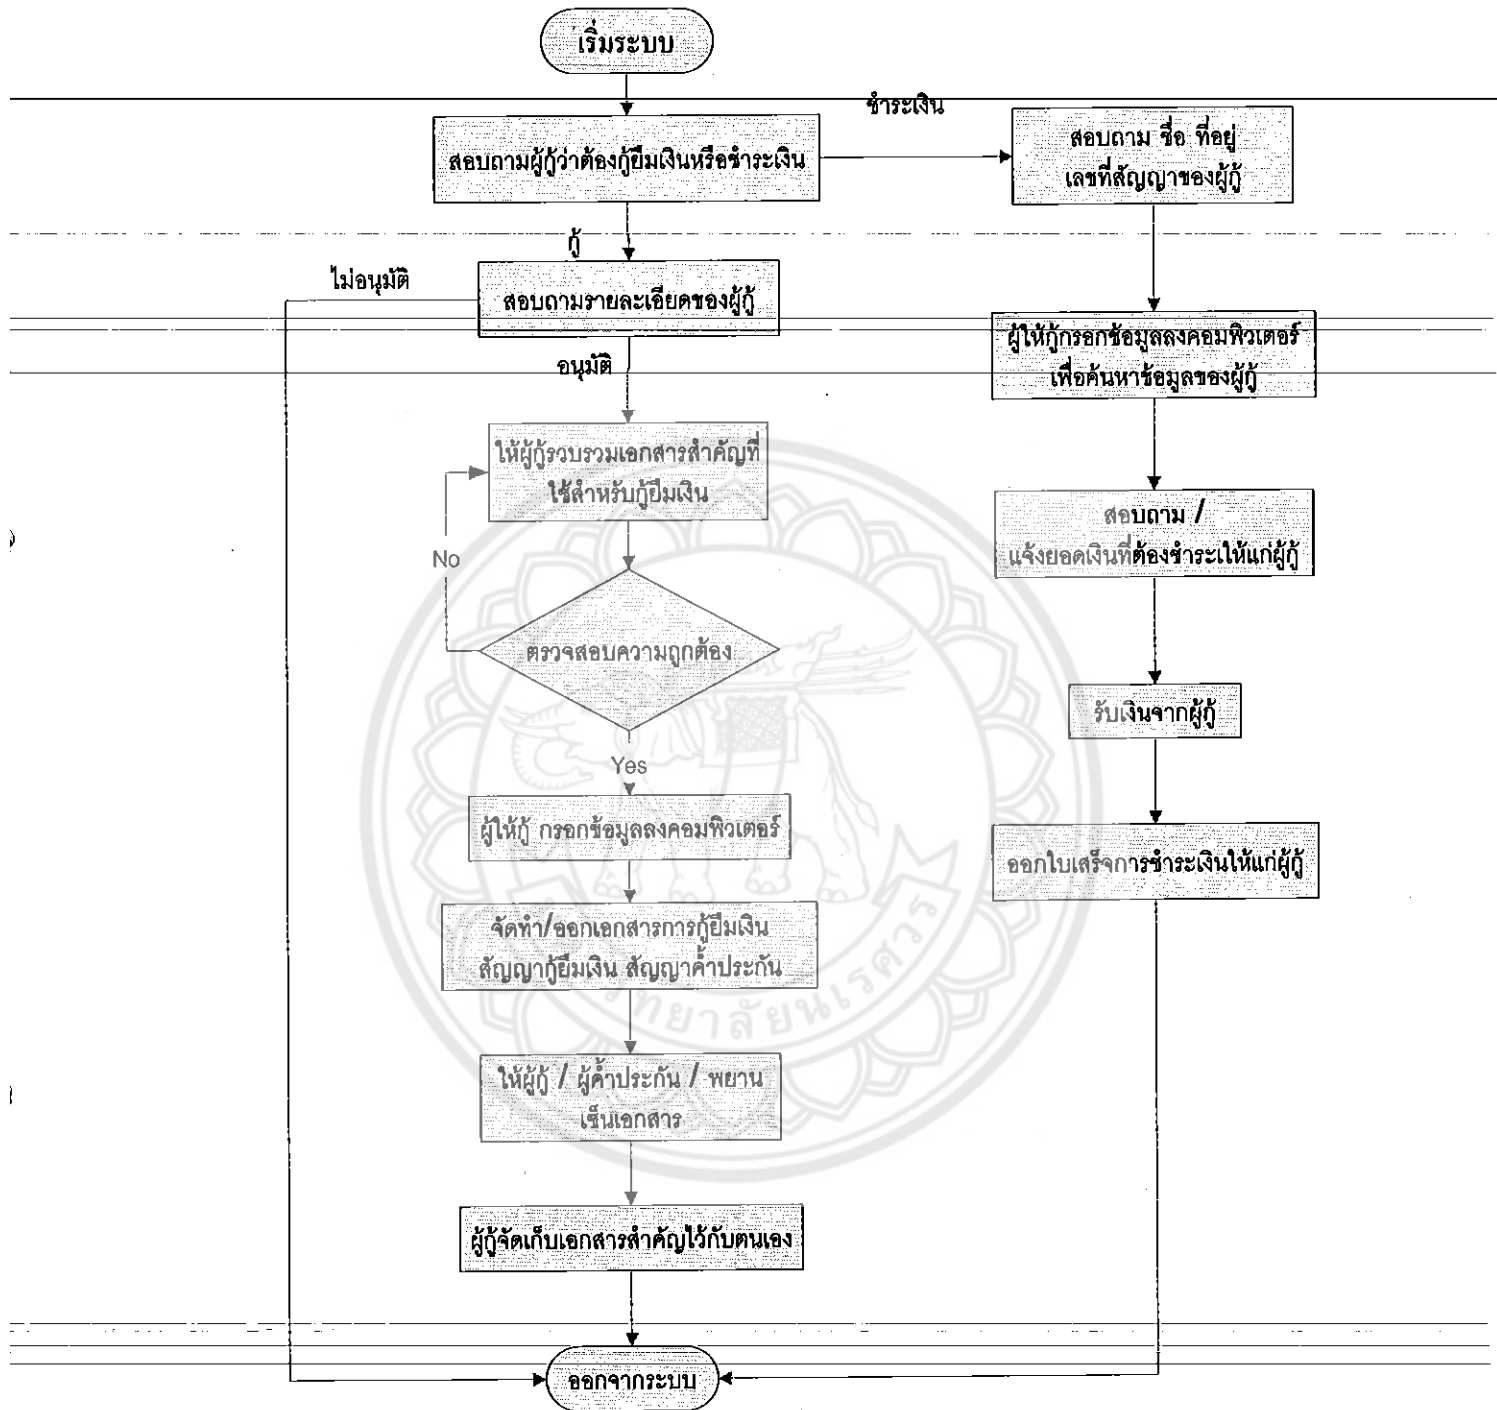 เริ่มระบบ
ชำระเงิน
สอบถามผู้กู้ว่าต้องกู้ยืมเงินหรือชำระเงิน
สอบถาม ชื่อ ที่อยู่
เลขที่สัญญาของผู้กู้
กู้
ไม่อนุมัติ
สอบถามรายละเอียดของผู้กู้
ผู้ให้กู้กรอกข้อมูลลงคอมพิวเตอร์
เพื่อค้นหาข้อมูลของผู้กู้
อนุมัติ
ให้ผู้กู้รวบรวมเอกสารสำคัญที่
ใช้สำหรับกู้ยืมเงิน
สอบถาม /
แจ้งยอดเงินที่ต้องชำระให้แก่ผู้กู้
No
ตรวจสอบความถูกต้อง
รับเงินจากผู้กู้
Yes
ผู้ให้กู้ กรอกข้อมูลลงคอมพิวเตอร์
ออกใบเสร็จการชำระเงินให้แก่ผู้กู้
จัดทำ/ออกเอกสารการกู้ยืมเงิน
สัญญากู้ยืมเงิน สัญญาค้ำประกัน
วิทยาลัยนเรศวร
ให้ผู้กู้ / ผู้ค้ำประกัน / พยาน
เซ็นเอกสาร
ผู้กู้จัดเก็บเอกสารสำคัญไว้กับตนเอง
ออกจากระบบ